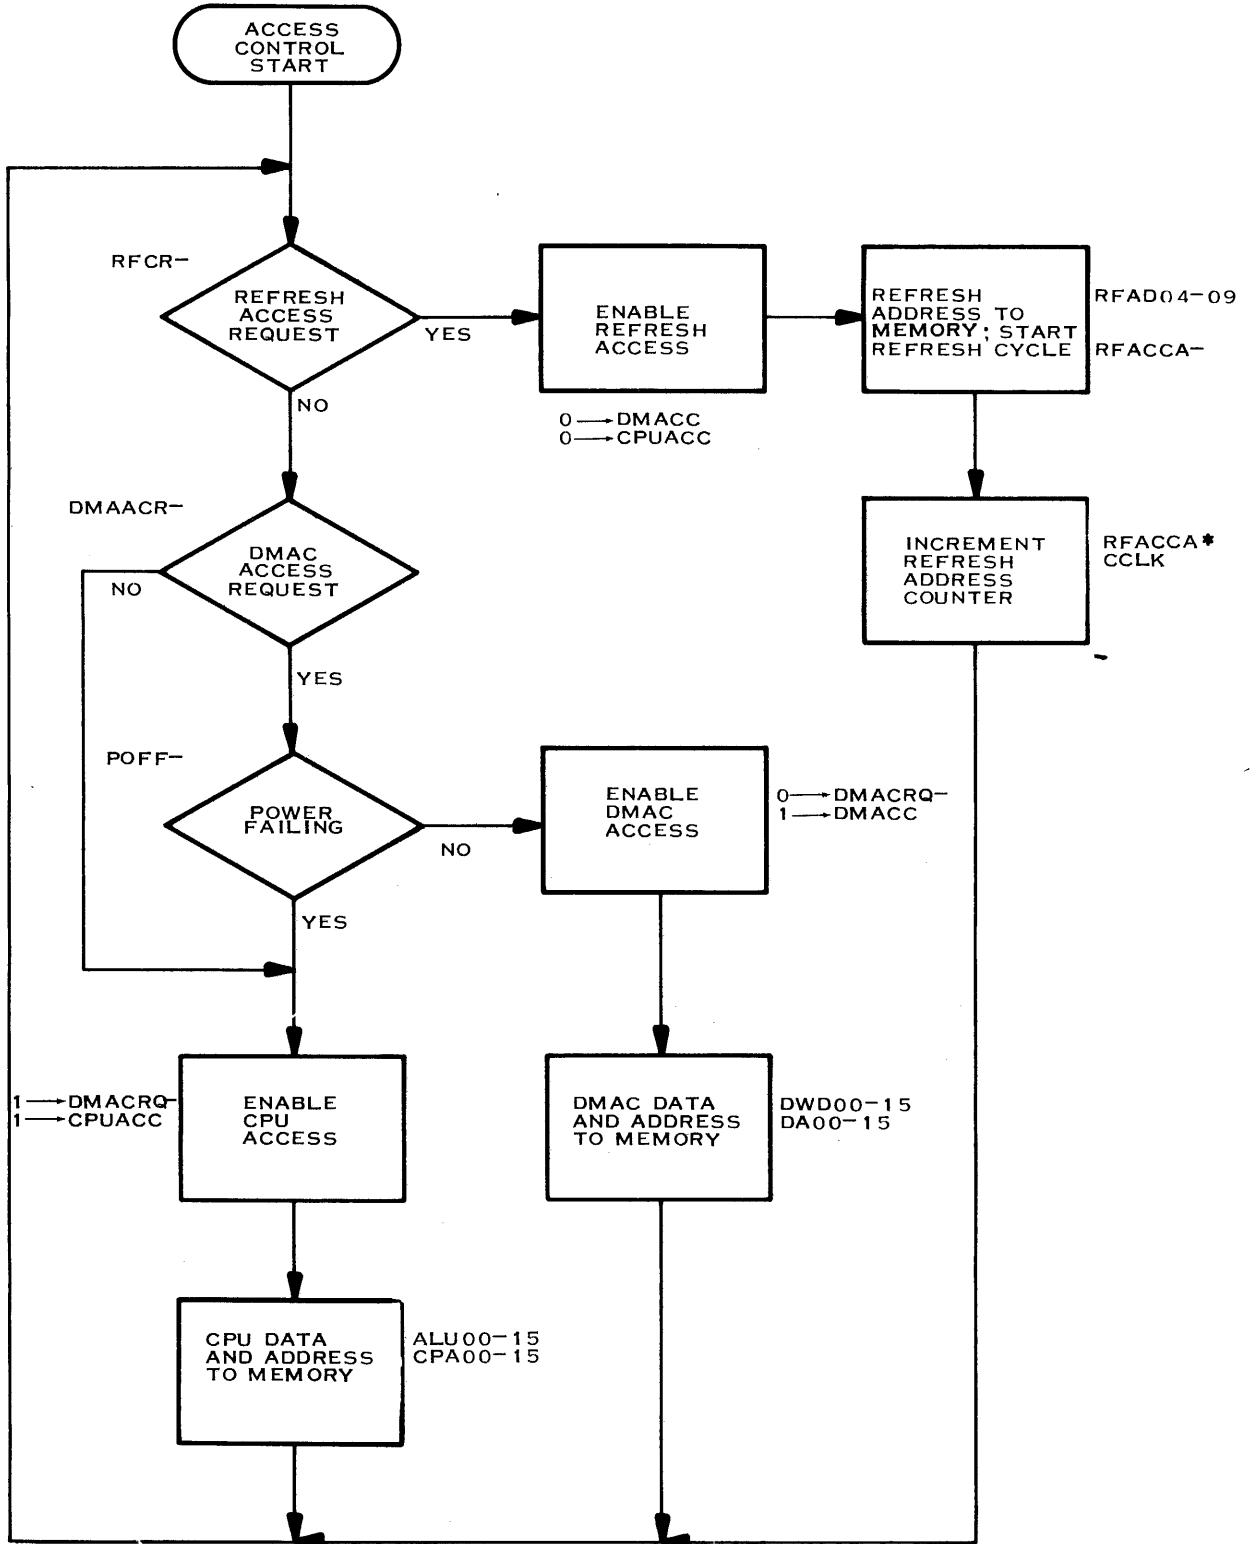 ACCESS
CONTROL
START
RFCR-
REFRESH
ACCESS
REQUEST
YES
NO
ENABLE
REFRESH
ACCESS
0→DMACC
0→CPUACC
REFRESH
ADDRESS TO
MEMORY; START
REFRESH CYCLE
RFAD04-09
RFACCA-
DMAACR-
DMAC
ACCESS
REQUEST
NO
YES
INCREMENT
REFRESH
ADDRESS
COUNTER
RFACCA*
CCLK
POFF-
POWER
FAILING
NO
YES
ENABLE
DMAC
ACCESS
0→DMACRQ-
1→DMACC
1→DMACRQ-
1→CPUACC
ENABLE
CPU
ACCESS
DMAC DATA
AND ADDRESS
TO MEMORY
DWD00-15
DA00-15
CPU DATA
AND ADDRESS
TO MEMORY
ALU00-15
CPA00-15